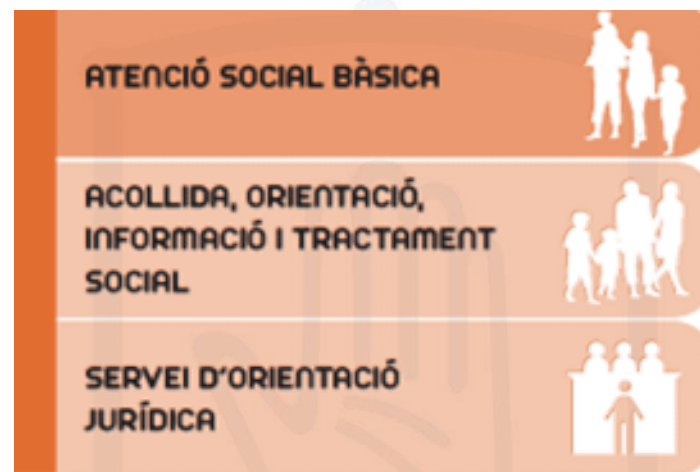 ATENCIÓ SOCIAL BÀSICA
ACOLLIDA, ORIENTACIÓ,
INFORMACIÓ I TRACTAMENT
SOCIAL
SERVEI D'ORIENTACIÓ
JURÍDICA